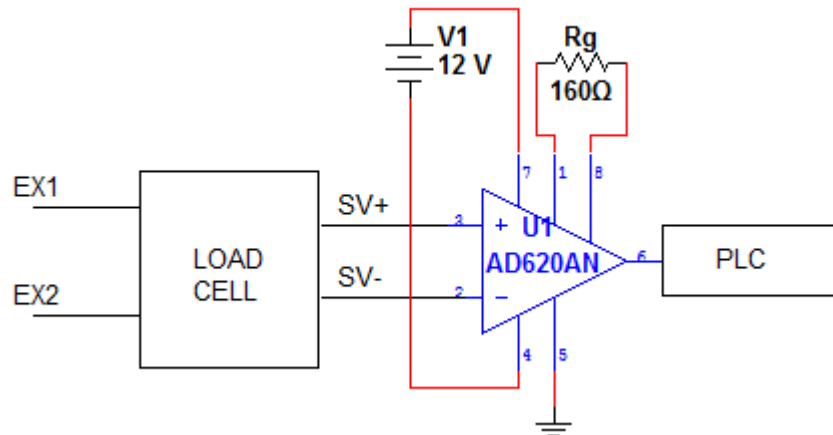 V1
12 V
Rg
160Ω
7
1
8
EX1
SV+
3
+
U1
LOAD
CELL
AD620AN
6
PLC
EX2
SV-
2
−
4
5